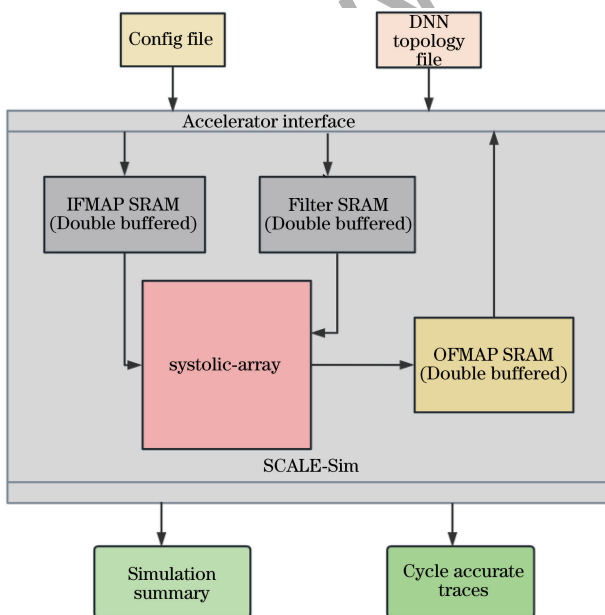 Config file
DNN
topology
file
Accelerator interface
IFMAP SRAM
(Double buffered)
Filter SRAM
(Double buffered)
systolic-array
OFMAP SRAM
(Double buffered)
SCALE-Sim
Simulation
summary
Cycle accurate
traces